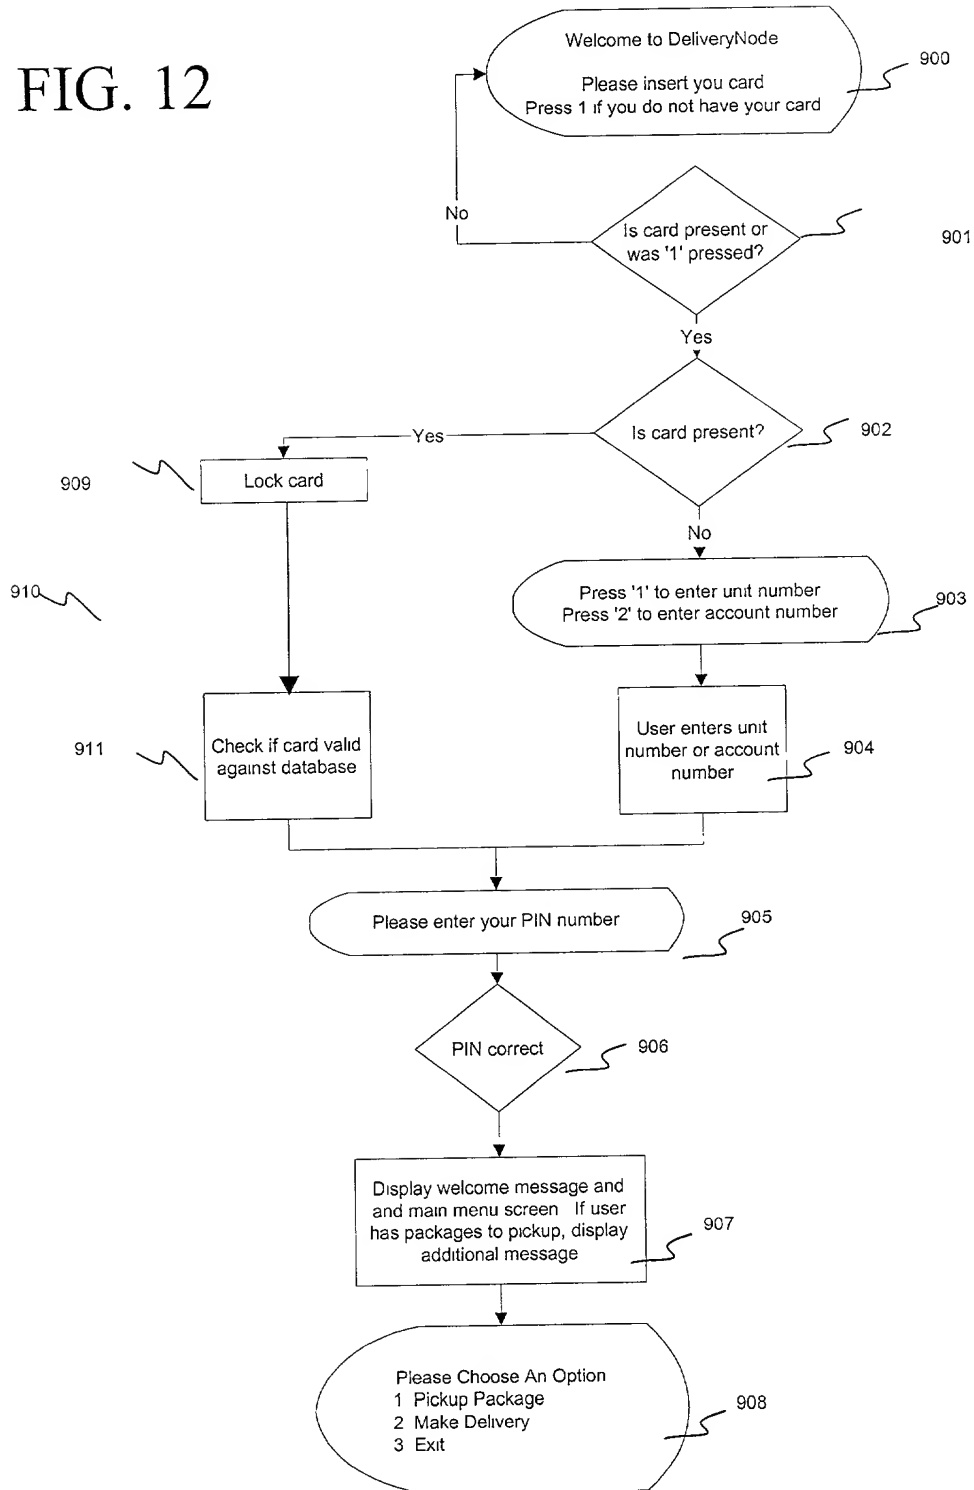 FIG. 12
Welcome to DeliveryNode
Please insert you card
Press 1 if you do not have your card
900
No
Is card present or
was '1' pressed?
901
Yes
Is card present?
902
Yes
Lock card
909
No
910
Press '1' to enter unit number
Press '2' to enter account number
903
Check if card valid
against database
911
User enters unit
number or account
number
904
Please enter your PIN number
905
PIN correct
906
Display welcome message and
and main menu screen If user
has packages to pickup, display
additional message
907
Please Choose An Option
1 Pickup Package
2 Make Delivery
3 Exit
908